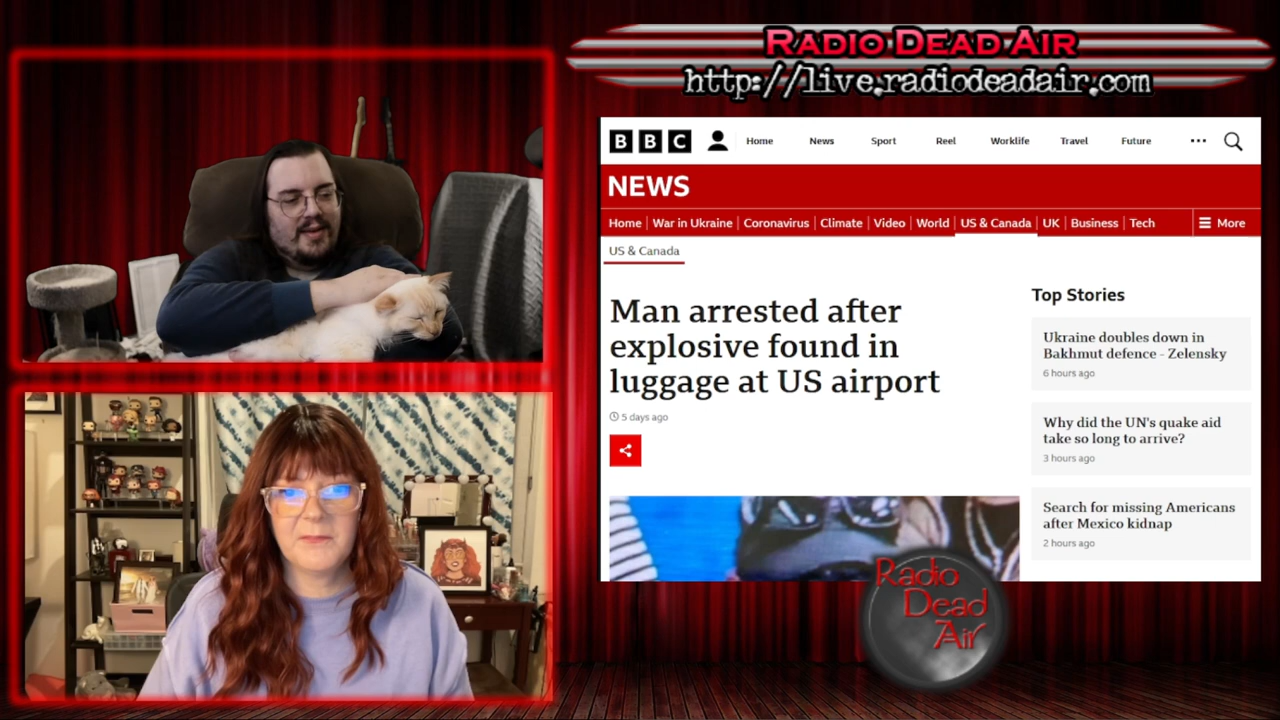 Radio Dead Air
http://live.radiodeadair.com
BBC
Home
News
Sport
Reel
Worklife
Travel
Future
NEWS
Home
War in Ukraine
Coronavirus
Climate
Video
World
US & Canada
UK
Business
Tech
More
US & Canada
Man arrested after
explosive found in
luggage at US airport
5 days ago
Top Stories
Ukraine doubles down in
Bakhmut defence - Zelensky
6 hours ago
Why did the UN's quake aid
take so long to arrive?
3 hours ago
Search for missing Americans
after Mexico kidnap
2 hours ago
Radio
Dead
Air